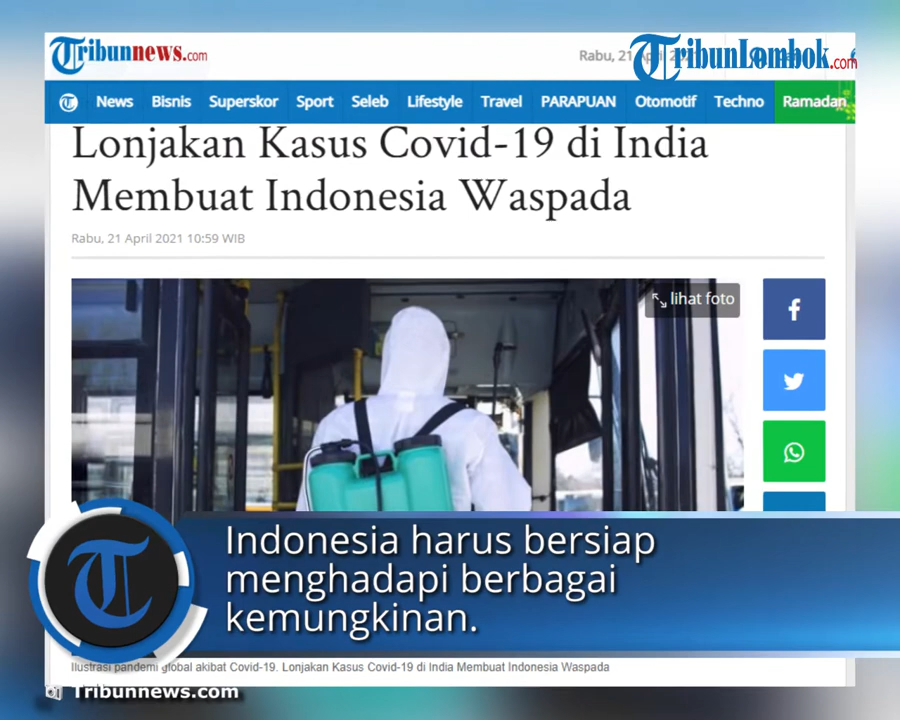 Tribunnews.com
Rabu, 21 April
TribunLombok.com
News Bisnis Superskor Sport Seleb Lifestyle Travel PARAPUAN Otomotif Techno Ramadan
Lonjakan Kasus Covid-19 di India
Membuat Indonesia Waspada
Rabu, 21 April 2021 10:59 WIB
lihat foto
Indonesia harus bersiap
menghadapi berbagai
kemungkinan.
Ilustrasi pandemi global akibat Covid-19. Lonjakan Kasus Covid-19 di India Membuat Indonesia Waspada
Tribunnews.com